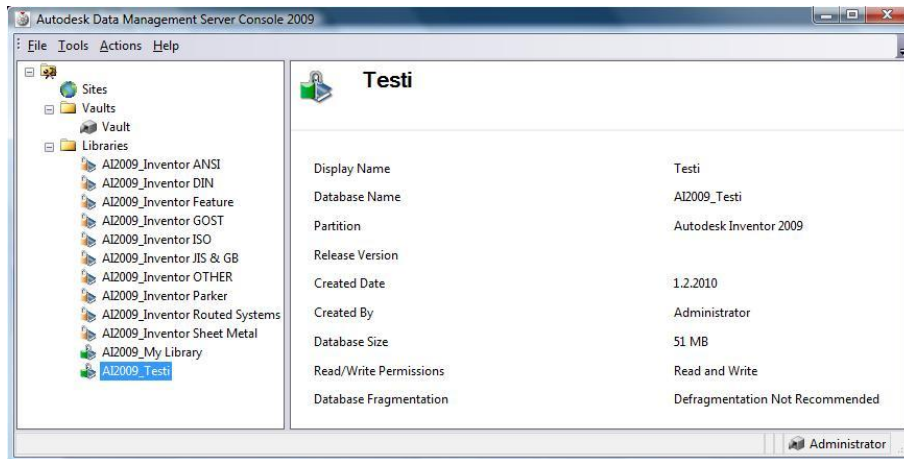 Autodesk Data Management Server Console 2009
File Tools Actions Help
Sites
Vaults
Vault
Libraries
AI2009_Inventor ANSI
AI2009_Inventor DIN
AI2009_Inventor Feature
AI2009_Inventor GOST
AI2009_Inventor ISO
AI2009_Inventor JIS & GB
AI2009_Inventor OTHER
AI2009_Inventor Parker
AI2009_Inventor Routed Systems
AI2009_Inventor Sheet Metal
AI2009_My Library
AI2009_Testi
Testi
Display Name Testi
Database Name AI2009_Testi
Partition Autodesk Inventor 2009
Release Version
Created Date 1.2.2010
Created By Administrator
Database Size 51 MB
Read/Write Permissions Read and Write
Database Fragmentation Defragmentation Not Recommended
Administrator